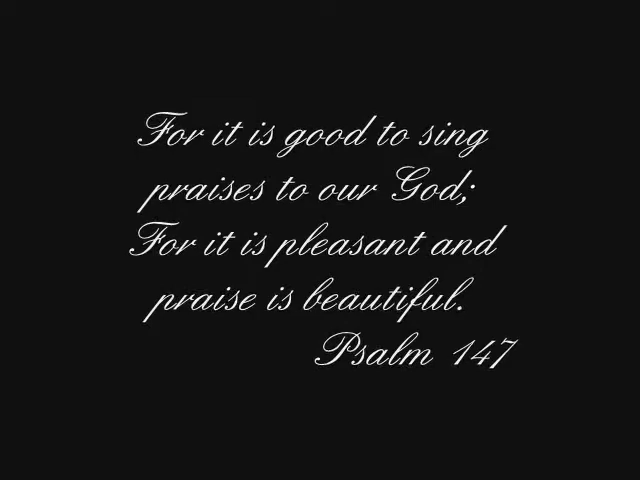 For it is good to sing
praises to our God;
For it is pleasant and
praise is beautiful.
Psalm 147